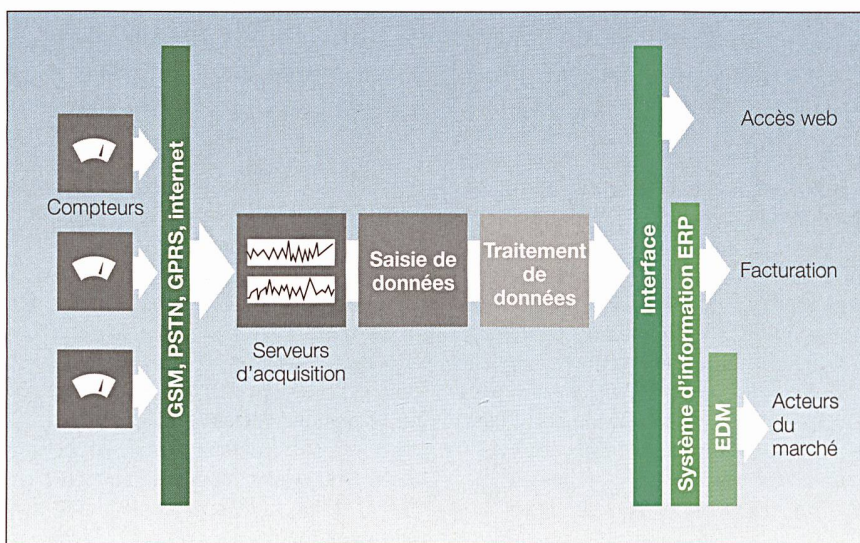 Compteurs
GSM, PSTN, GPRS, internet
Serveurs
d'acquisition
Saisie de
données
Traitement
de
données
Interface
Système d'information ERP
EDM
Accès web
Facturation
Acteurs
du
marché